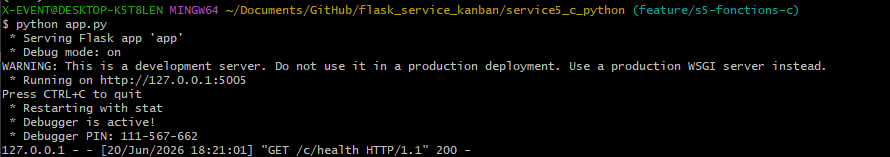 X-EVENT@DESKTOP-K5T8LEN MINGW64 ~/Documents/GitHub/flask_service_kanban/service5_c_python (feature/s5-fonctions-c)
$ python app.py
 * Serving Flask app 'app'
 * Debug mode: on
WARNING: This is a development server. Do not use it in a production deployment. Use a production WSGI server instead.
 * Running on http://127.0.0.1:5005
Press CTRL+C to quit
 * Restarting with stat
 * Debugger is active!
 * Debugger PIN: 111-567-662
127.0.0.1 - - [20/Jun/2026 18:21:01] "GET /c/health HTTP/1.1" 200 -